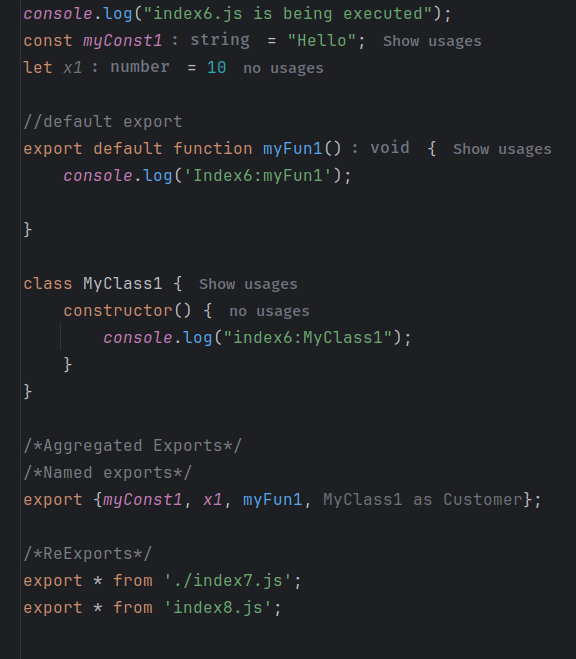 console.log("index6.js is being executed");
const myConst1 : string = "Hello"; Show usages
let x1 : number = 10 no usages
//default export
export default function myFun1() : void { Show usages
console.log('Index6:myFun1');
}
class MyClass1 { Show usages
constructor() { no usages
console.log("index6:MyClass1");
}
}
/*Aggregated Exports*/
/*Named exports*/
export {myConst1, x1, myFun1, MyClass1 as Customer};
/*ReExports*/
export * from './index7.js';
export * from 'index8.js';